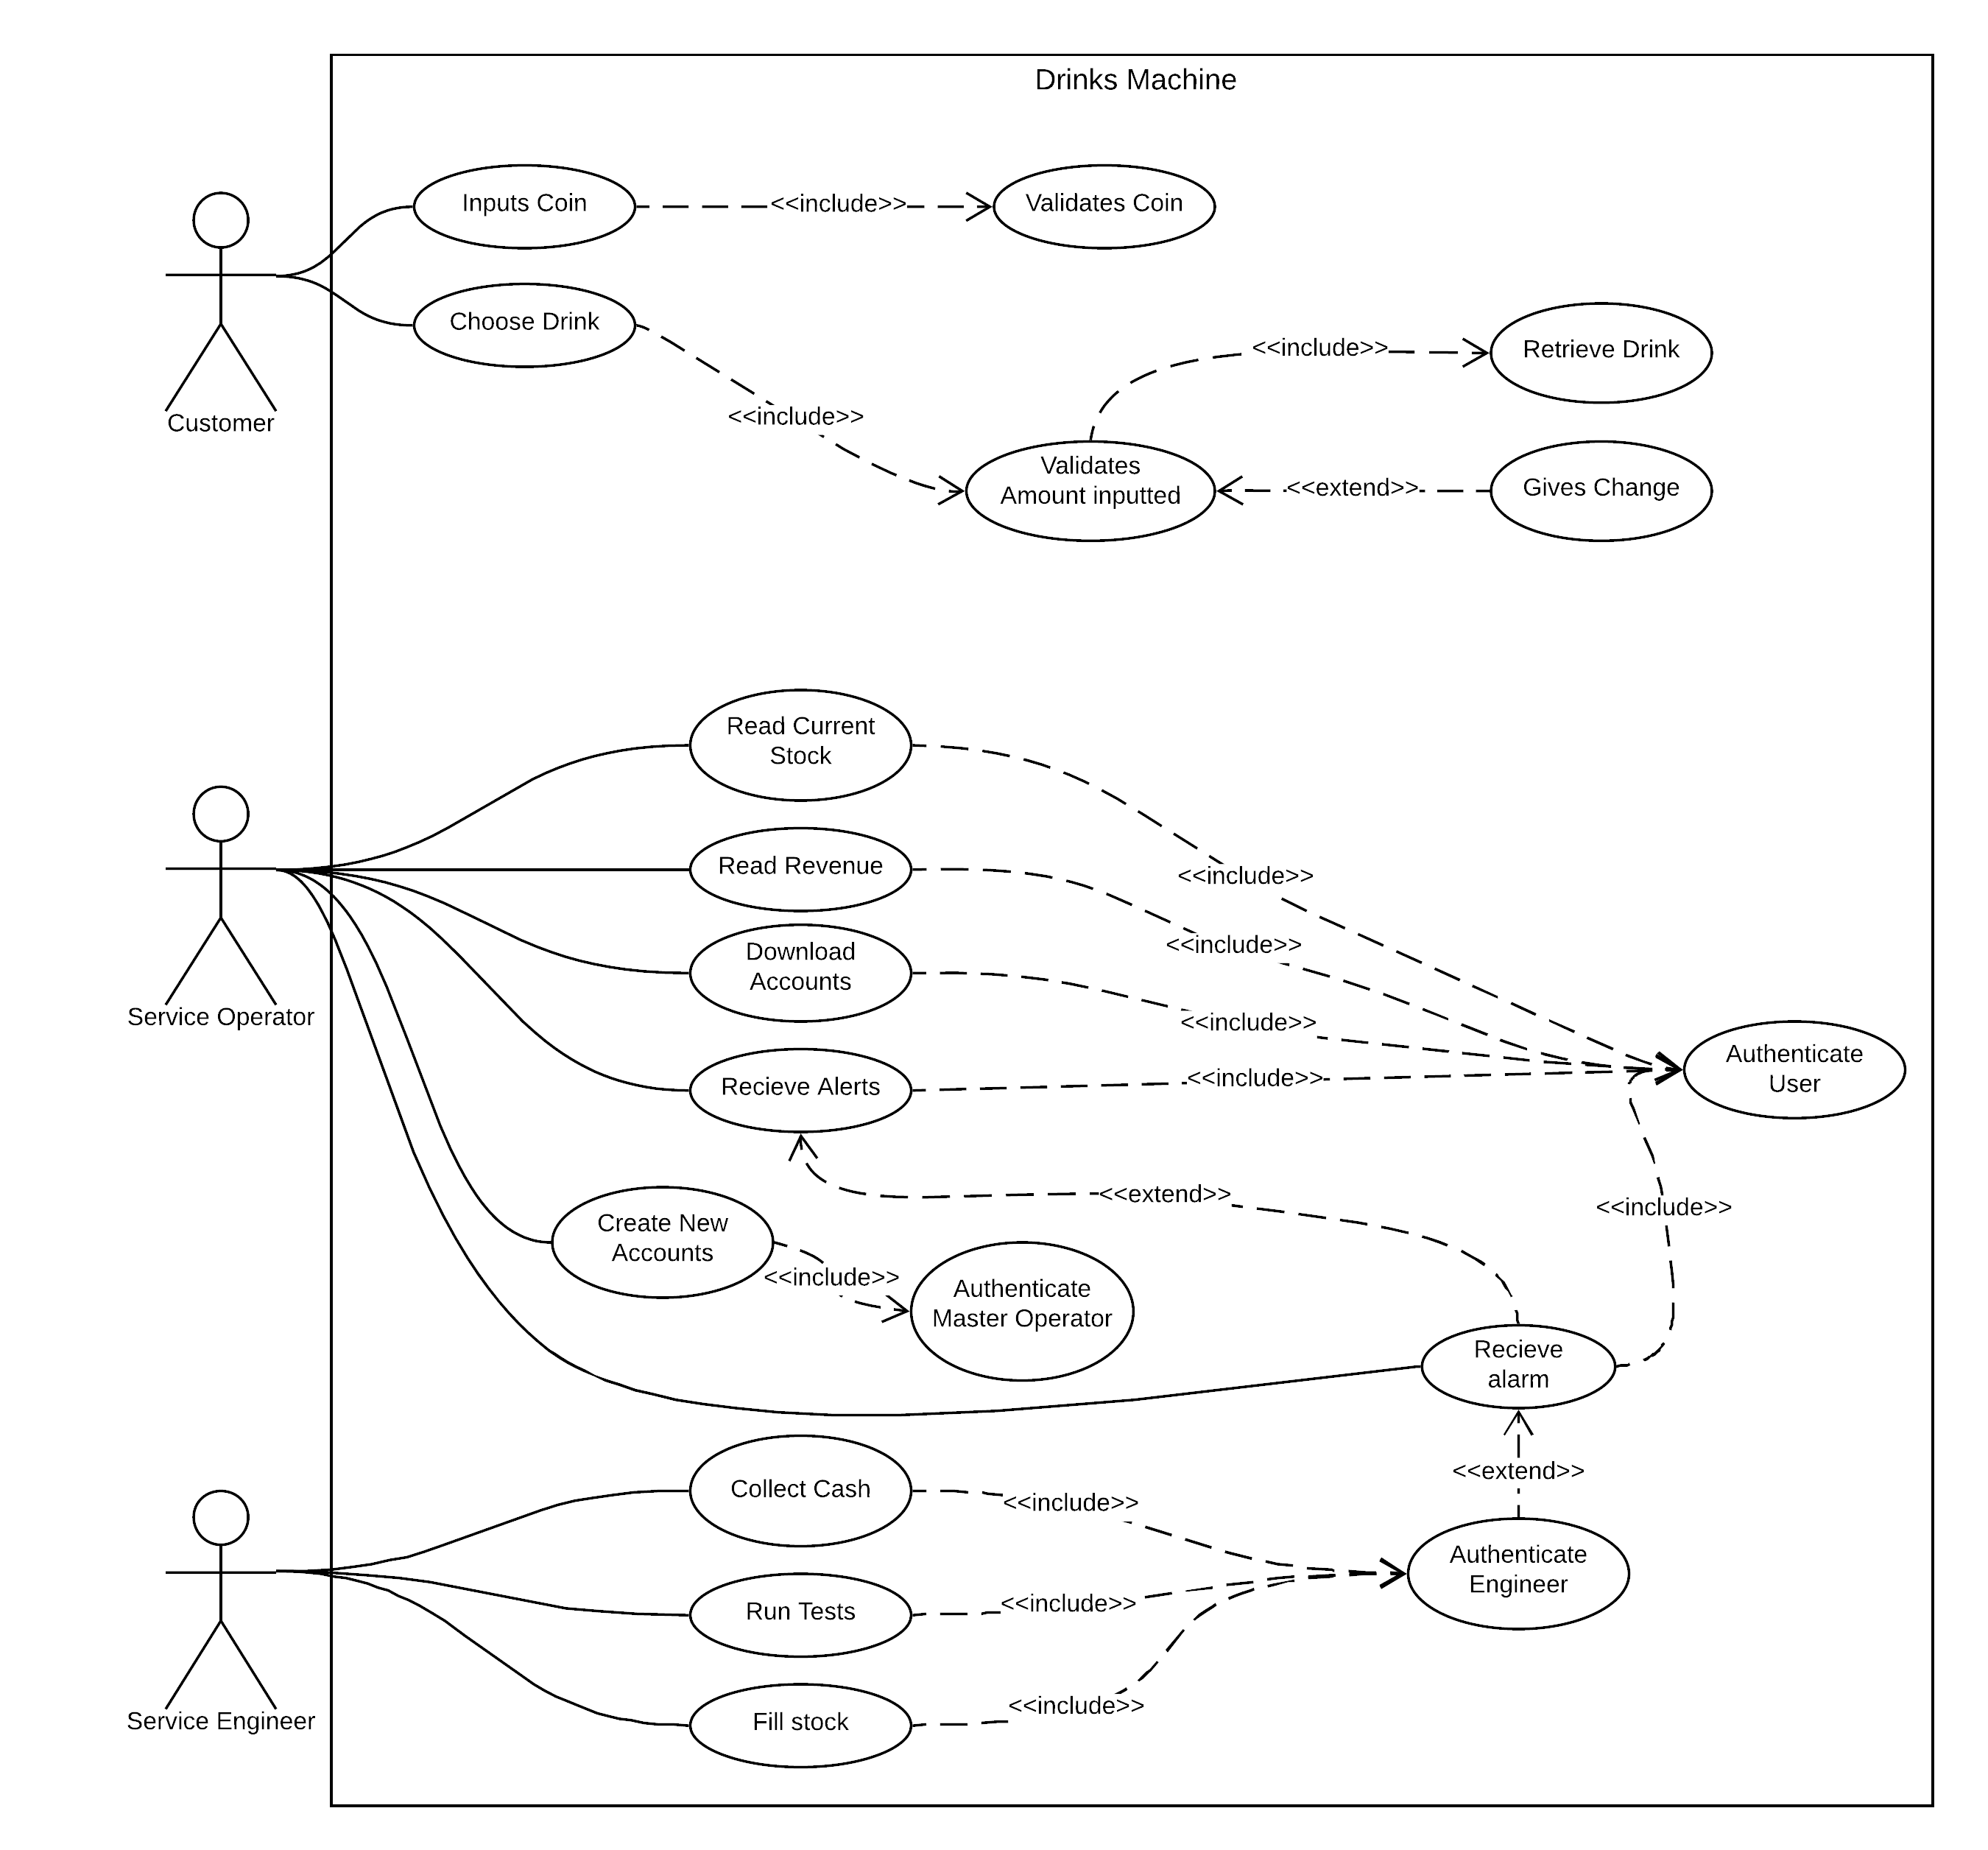 Drinks Machine
Inputs Coin
<<include>>
Validates Coin
Choose Drink
<<include>>
Retrieve Drink
Customer
<<include>>
Validates
Amount inputted
<<extend>>
Gives Change
Read Current
Stock
Read Revenue
<<include>>
<<include>>
Download
Accounts
Service Operator
<<include>>
Authenticate
User
Recieve Alerts
<<include>>
<<extend>>
<<include>>
Create New
Accounts
<<include>>
Authenticate
Master Operator
Recieve
alarm
<<extend>>
Collect Cash
<<include>>
Authenticate
Engineer
Run Tests
<<include>>
Service Engineer
Fill stock
<<include>>